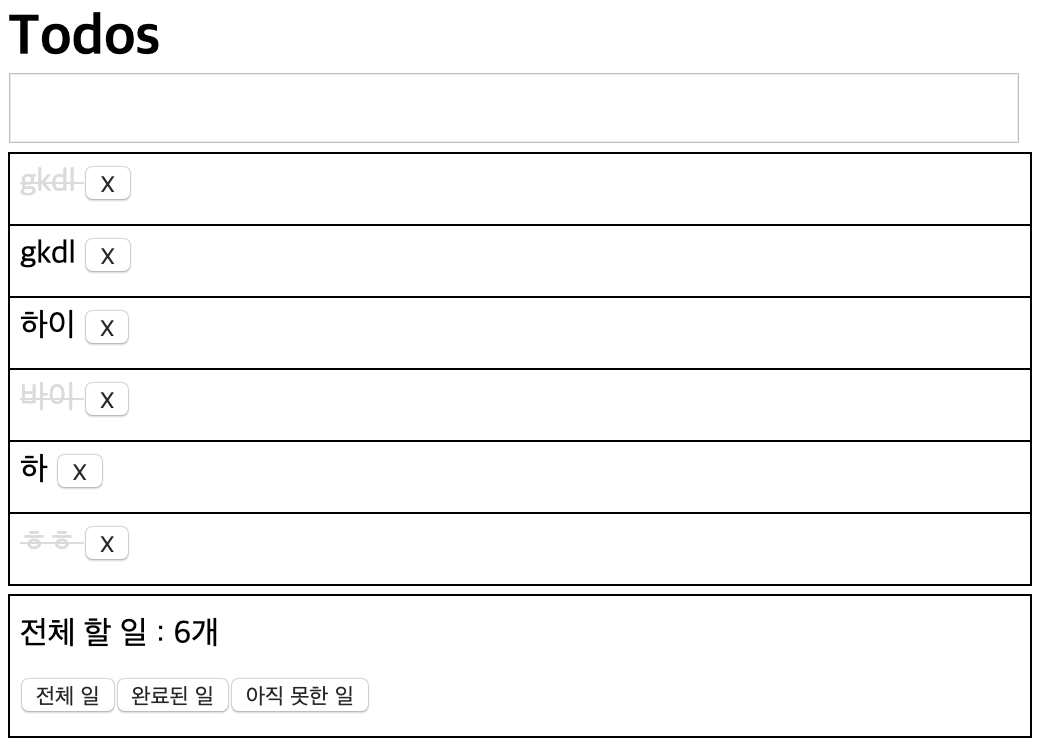 Todos
gkdl X
gkdl X
하이 X
바이 X
하 X
ㅎㅎ X
전체 할 일 : 6개
전체 일 완료된 일 아직 못한 일